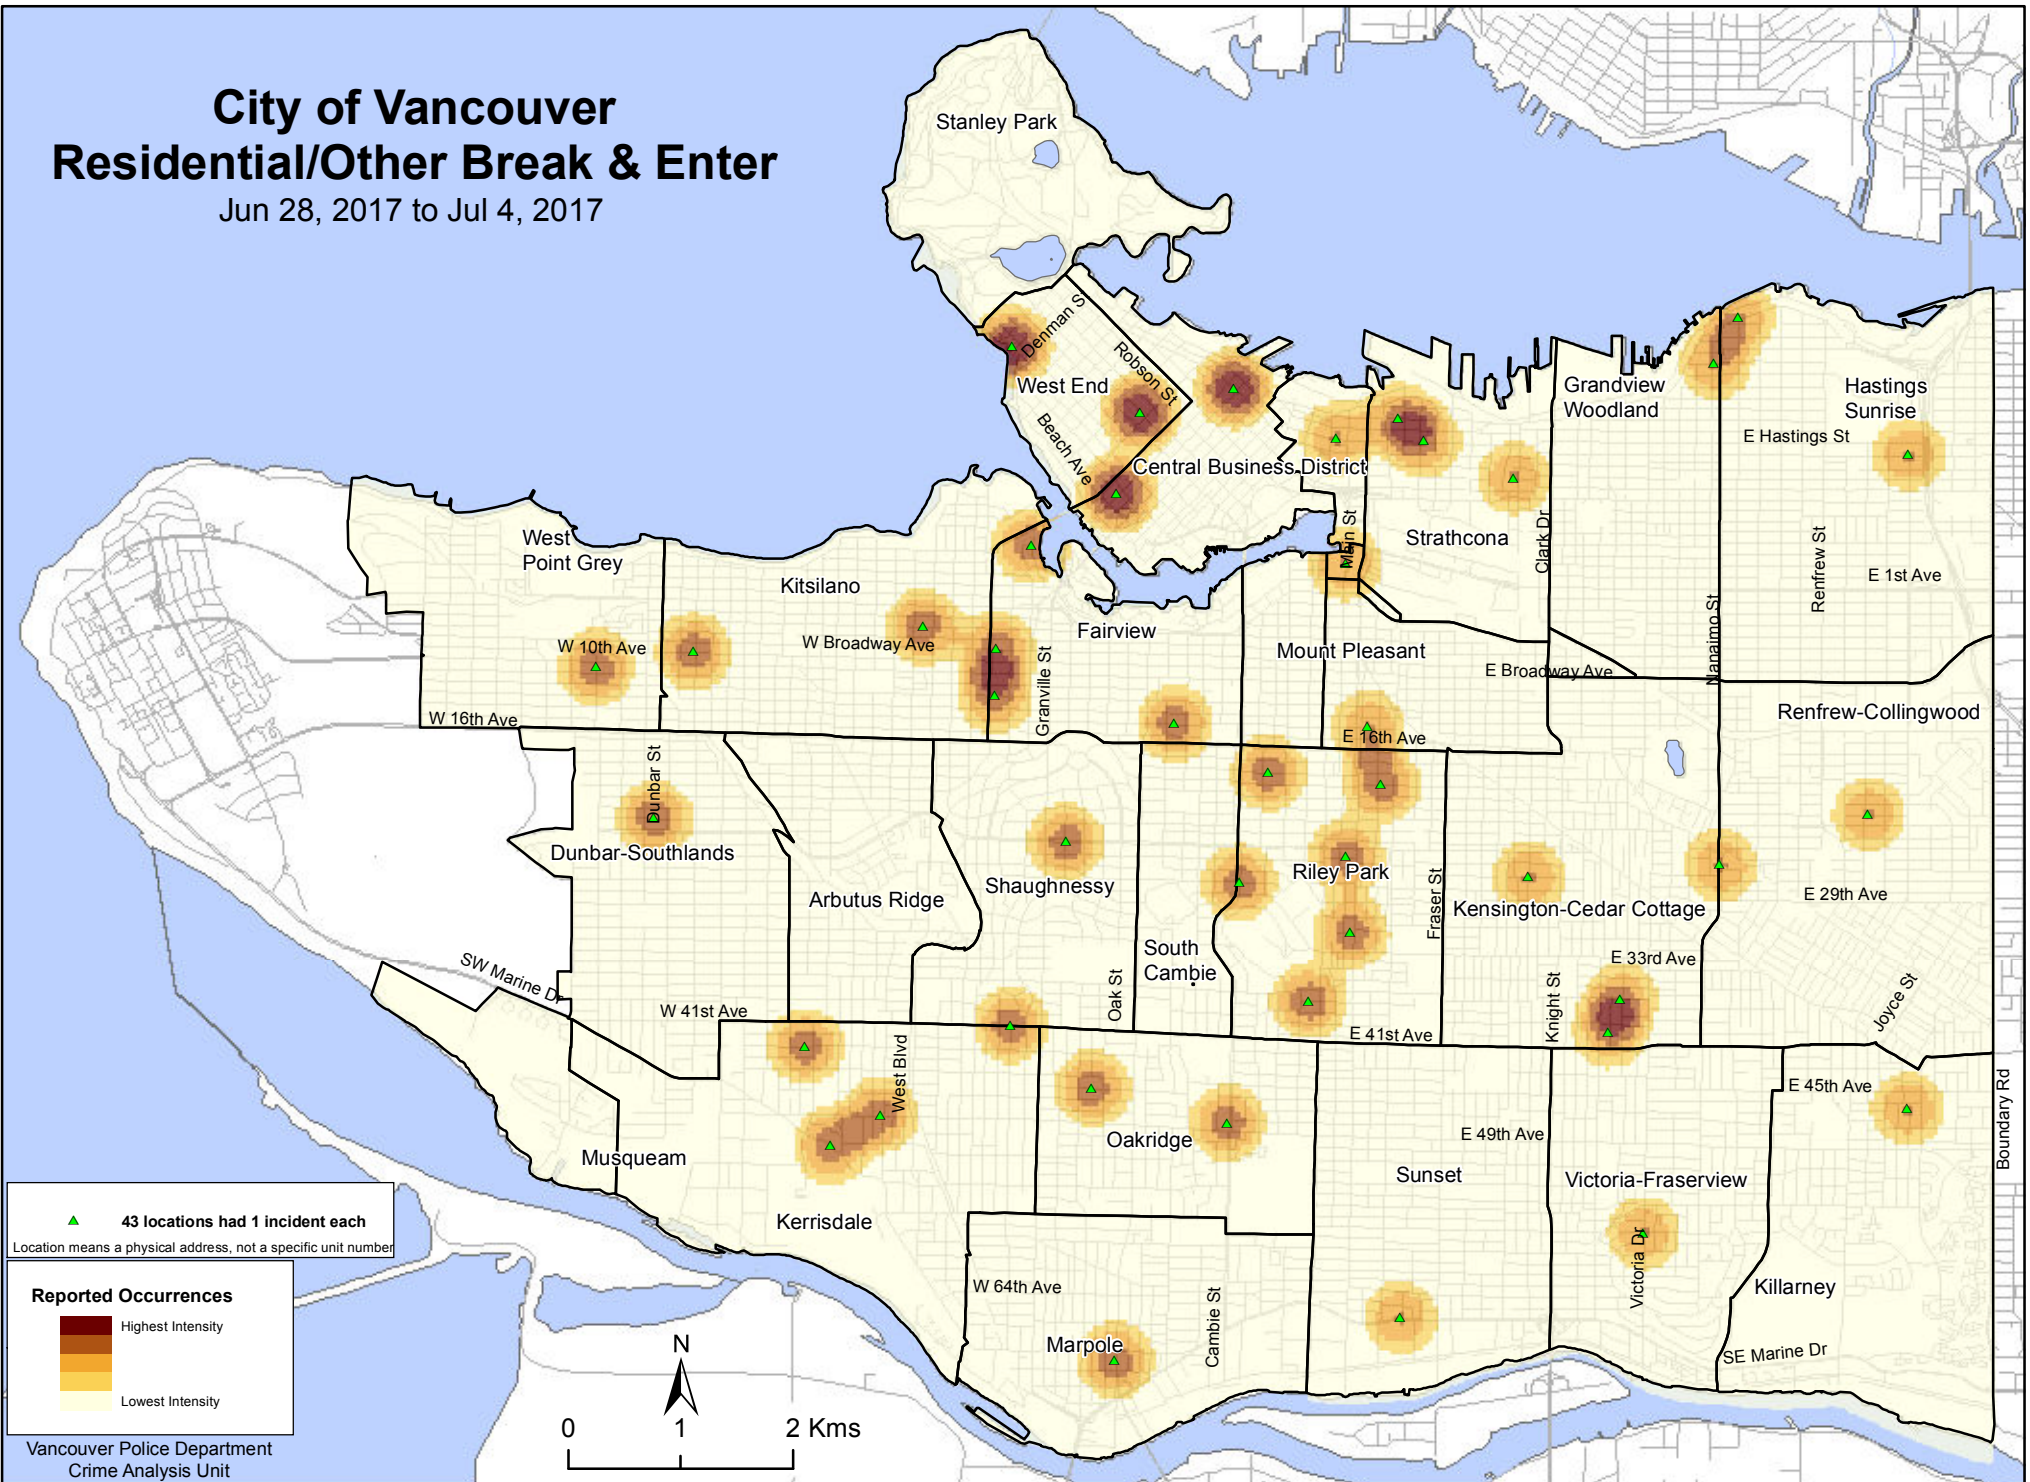 City of Vancouver
Residential/Other Break & Enter
Jun 28, 2017 to Jul 4, 2017
Stanley Park
Denman S
Robson St
West End
Beach Ave
Central Business District
Grandview
Woodland
Hastings
Sunrise
E Hastings St
Main St
Strathcona
Clark Dr
Renfrew St
E 1st Ave
Nanaimo St
West
Point Grey
Kitsilano
W 10th Ave
W Broadway Ave
Fairview
Granville St
Mount Pleasant
E Broadway Ave
W 16th Ave
E 16th Ave
Renfrew-Collingwood
Dunbar St
Dunbar-Southlands
Arbutus Ridge
Shaughnessy
Riley Park
Fraser St
Kensington-Cedar Cottage
E 29th Ave
South
Cambie
Oak St
E 33rd Ave
Knight St
Joyce St
SW Marine Dr
W 41st Ave
E 41st Ave
West Blvd
E 45th Ave
Boundary Rd
Musqueam
Oakridge
E 49th Ave
Sunset
Victoria-Fraserview
Kerrisdale
Victoria Dr
Killarney
W 64th Ave
Cambie St
Marpole
SE Marine Dr
43 locations had 1 incident each
Location means a physical address, not a specific unit number
Reported Occurrences
Highest Intensity
Lowest Intensity
Vancouver Police Department
Crime Analysis Unit
N
0 1 2 Kms